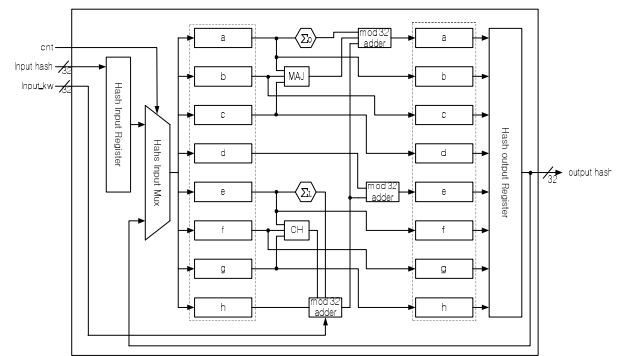 cnt
Input hash
32
Input_kw
32
Hash Input Register
Hahs Input Mux
a
b
c
d
e
f
g
h
Σ0
MAJ
mod 32
adder
Σ1
CH
mod 32
adder
mod 32
adder
a
b
c
d
e
f
g
h
Hash output Register
32
output hash